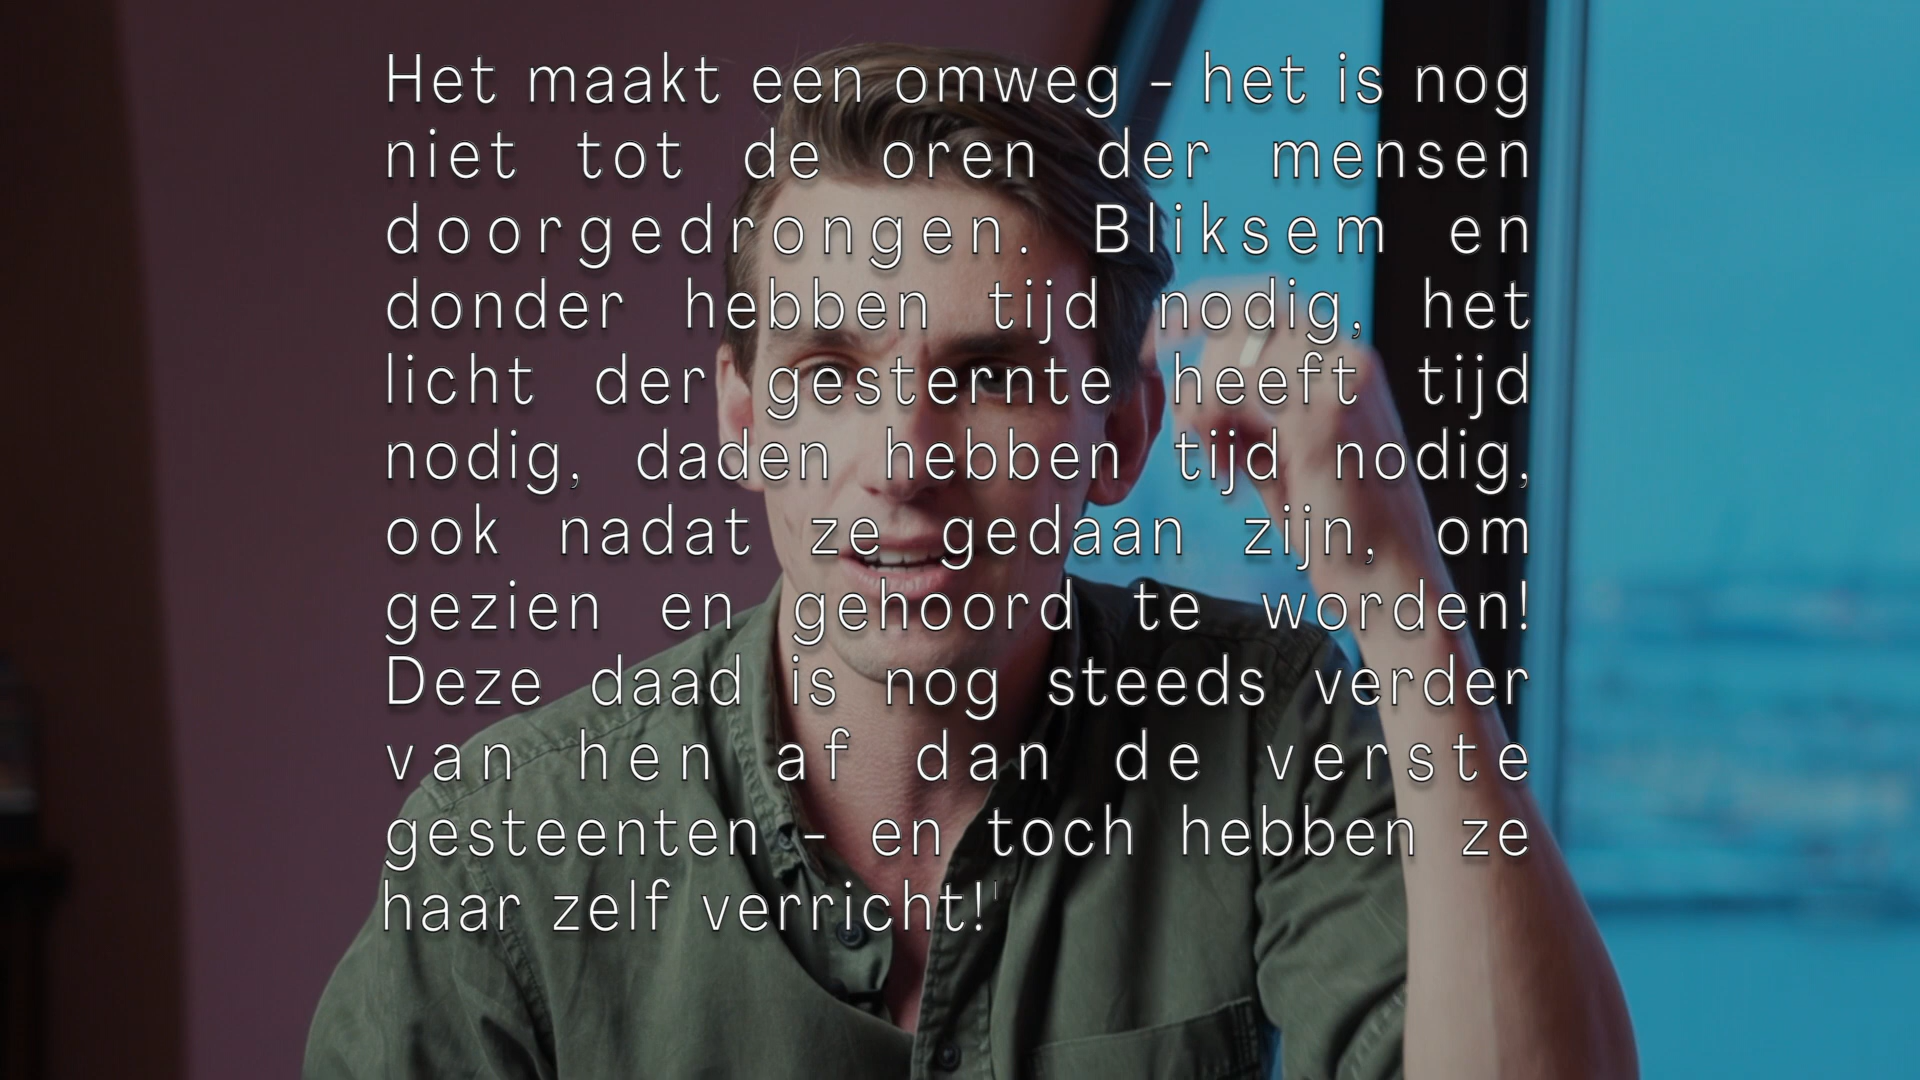 Het maakt een omweg - het is nog
niet tot de oren der mensen
doorgedrongen. Bliksem en
donder hebben tijd nodig, het
licht der gesternte heeft tijd
nodig, daden hebben tijd nodig,
ook nadat ze gedaan zijn, om
gezien en gehoord te worden!
Deze daad is nog steeds verder
van hen af dan de verste
gesteenten - en toch hebben ze
haar zelf verricht!'